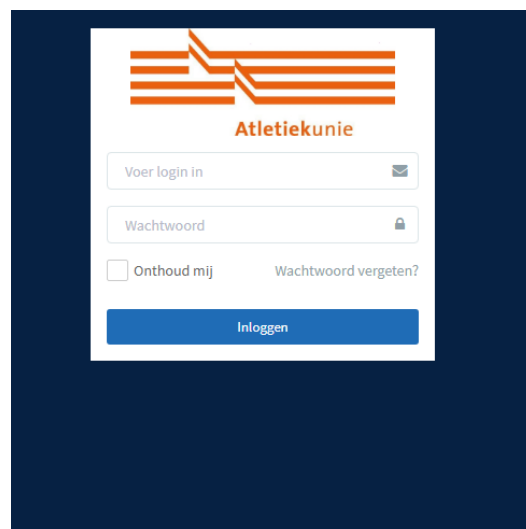 Atletiekunie
Voer login in
Wachtwoord
Onthoud mij
Wachtwoord vergeten?
Inloggen